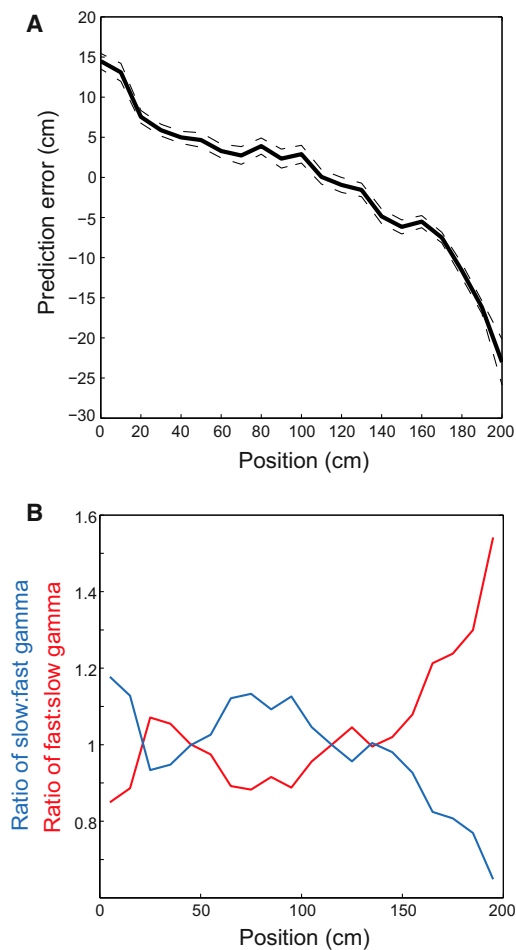 A
20
15
10
5
0
−5
−10
−15
−20
−25
−30
Prediction error (cm)
0 20 40 60 80 100 120 140 160 180 200
Position (cm)
B
1.6
1.4
1.2
1
0.8
Ratio of slow:fast gamma
Ratio of fast:slow gamma
0 50 100 150 200
Position (cm)